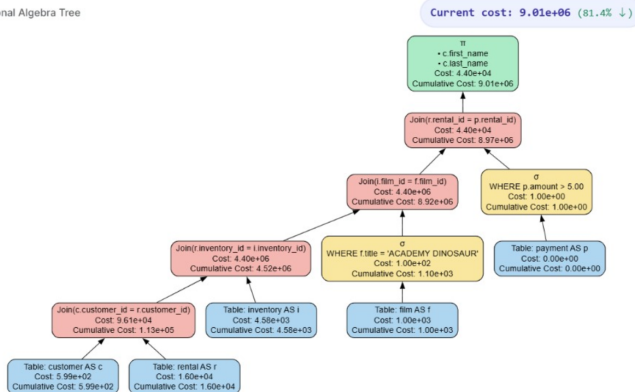 nal Algebra Tree
Current cost: 9.01e+06 (81.4% ↓)
π
• c.first_name
• c.last_name
Cost: 4.40e+04
Cumulative Cost: 9.01e+06
Join(r.rental_id = p.rental_id)
Cost: 4.40e+04
Cumulative Cost: 8.97e+06
Join(i.film_id = f.film_id)
Cost: 4.40e+06
Cumulative Cost: 8.92e+06
σ
WHERE p.amount > 5.00
Cost: 1.00e+00
Cumulative Cost: 1.00e+00
Join(r.inventory_id = i.inventory_id)
Cost: 4.40e+06
Cumulative Cost: 4.52e+06
σ
WHERE f.title = 'ACADEMY DINOSAUR'
Cost: 1.00e+02
Cumulative Cost: 1.10e+03
Table: payment AS p
Cost: 0.00e+00
Cumulative Cost: 0.00e+00
Join(c.customer_id = r.customer_id)
Cost: 9.61e+04
Cumulative Cost: 1.13e+05
Table: inventory AS i
Cost: 4.58e+03
Cumulative Cost: 4.58e+03
Table: film AS f
Cost: 1.00e+03
Cumulative Cost: 1.00e+03
Table: customer AS c
Cost: 5.99e+02
Cumulative Cost: 5.99e+02
Table: rental AS r
Cost: 1.60e+04
Cumulative Cost: 1.60e+04